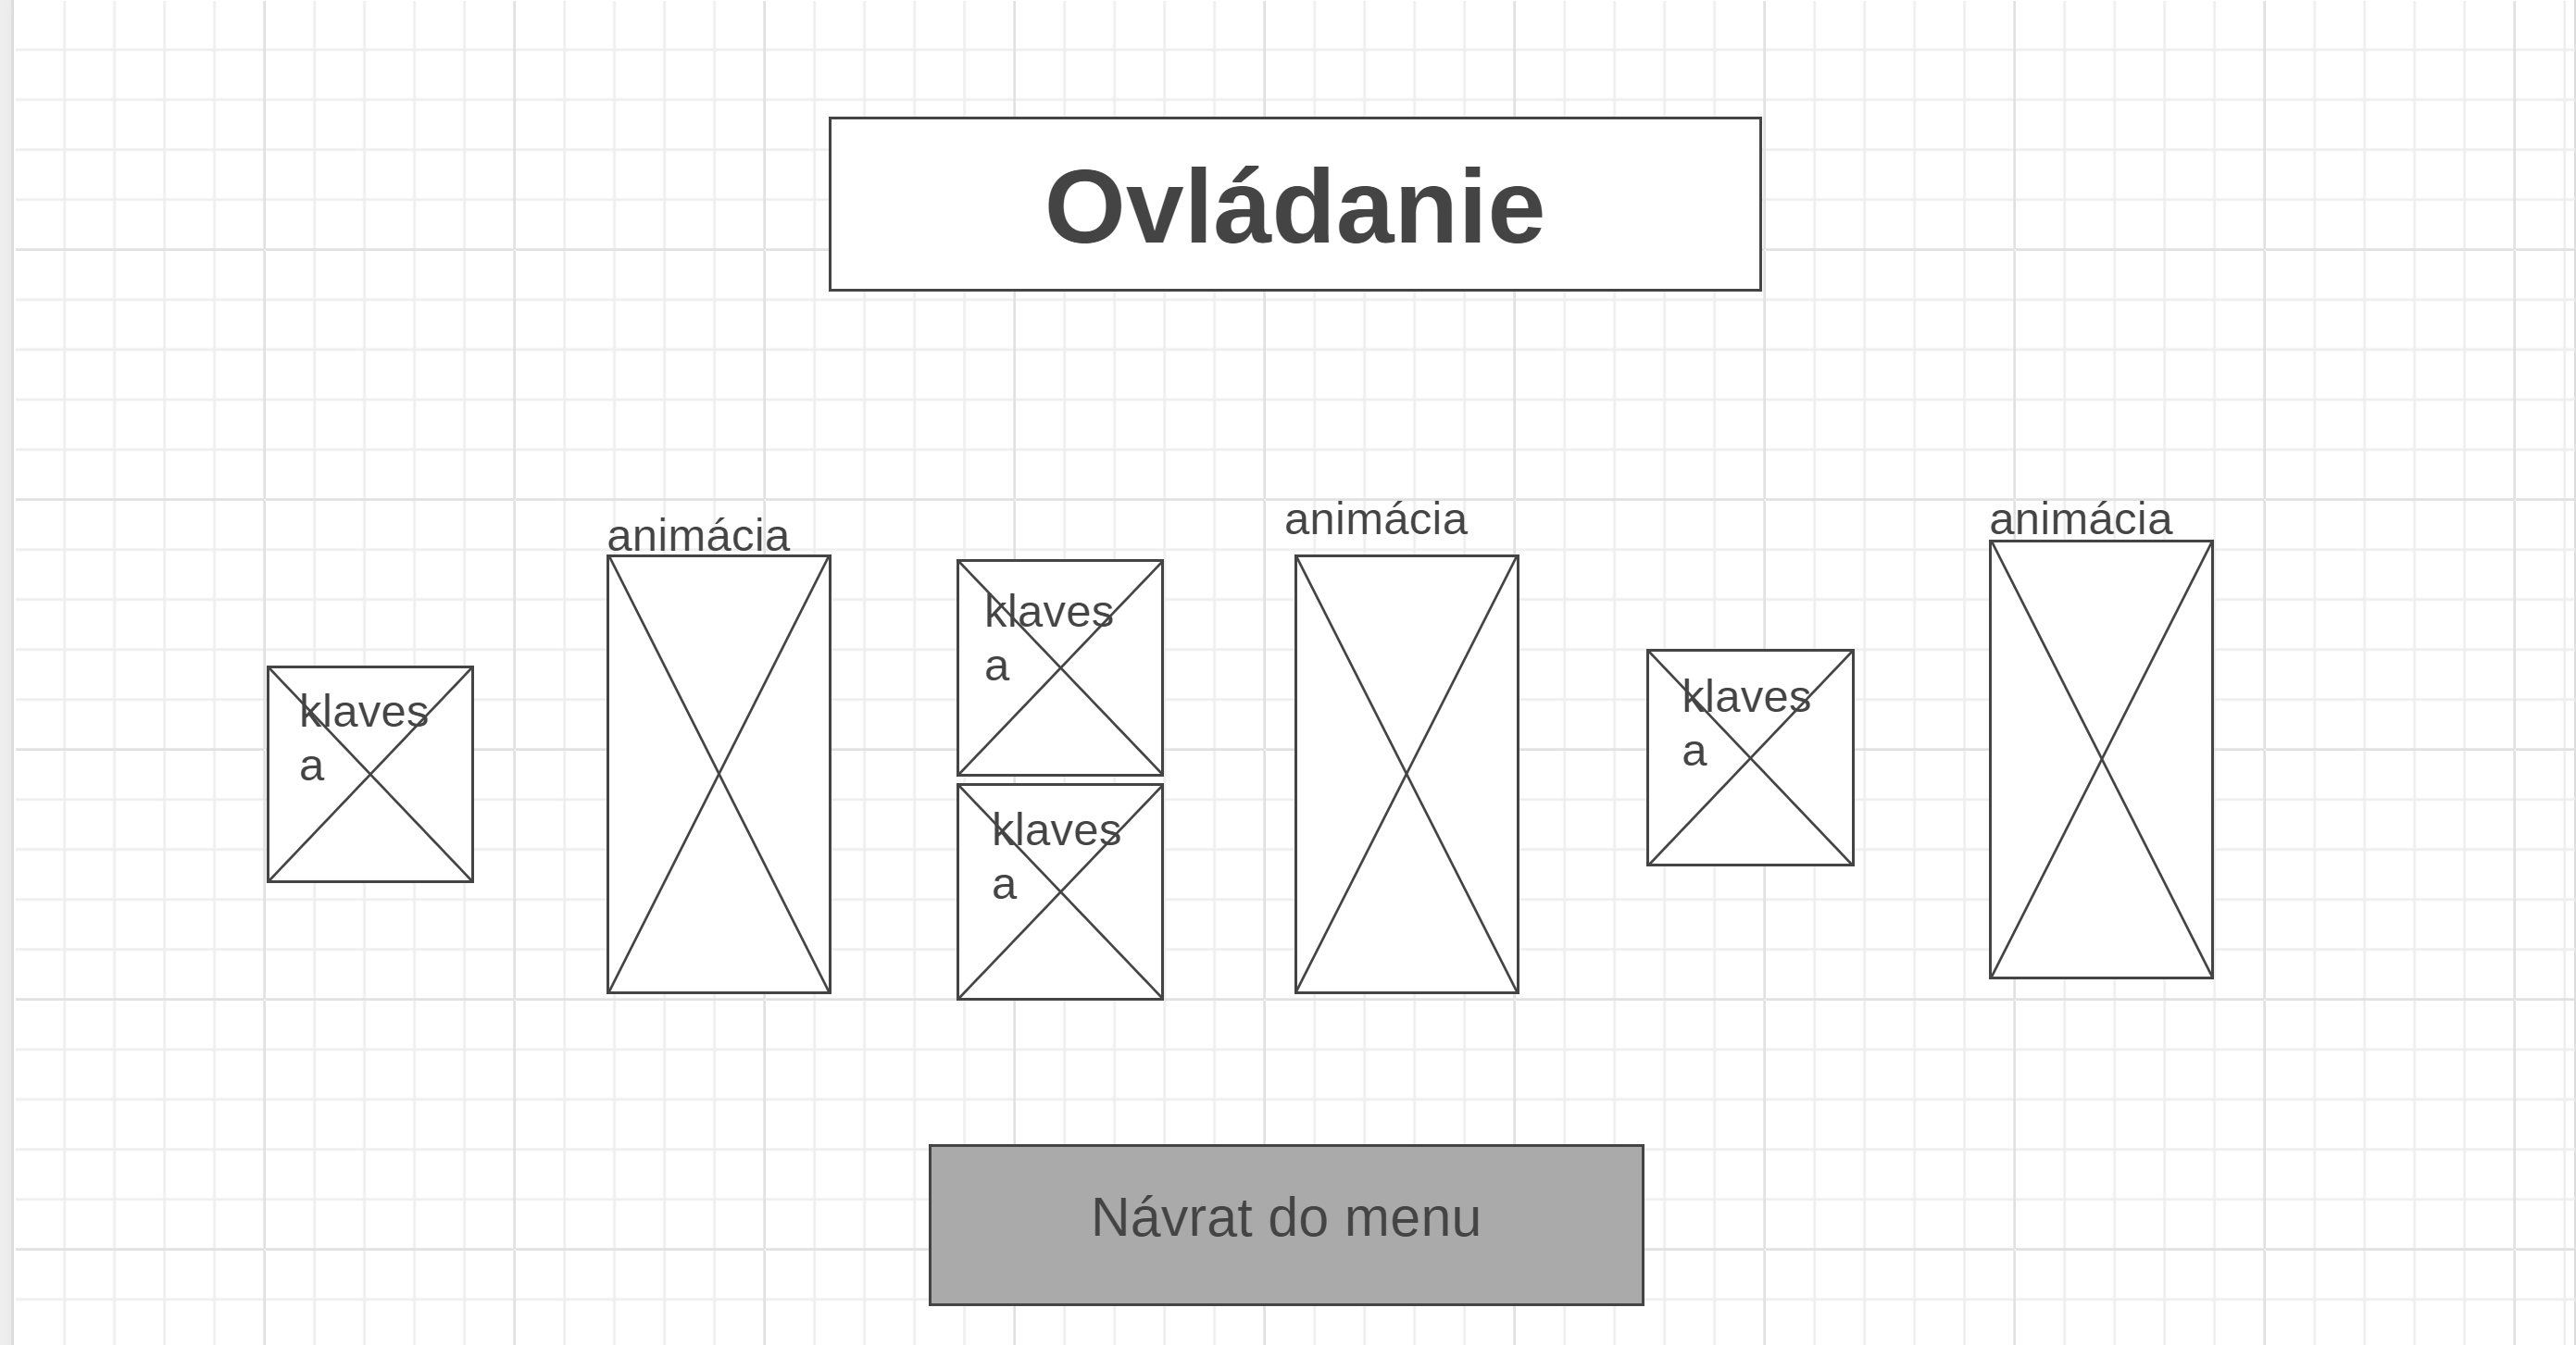 Ovládanie
animácia
animácia
animácia
klaves
a
klaves
a
klaves
a
klaves
a
Návrat do menu